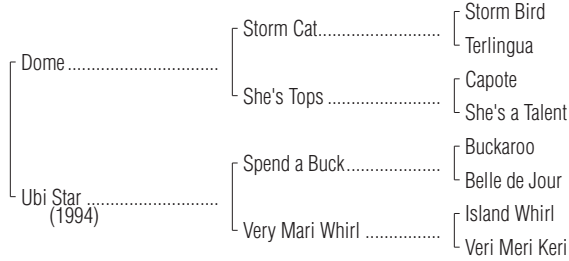 Storm Bird
Storm Cat
Terlingua
Dome
Capote
She's Tops
She's a Talent
Buckaroo
Spend a Buck
Belle de Jour
Ubi Star
(1994)
Island Whirl
Very Mari Whirl
Veri Meri Keri